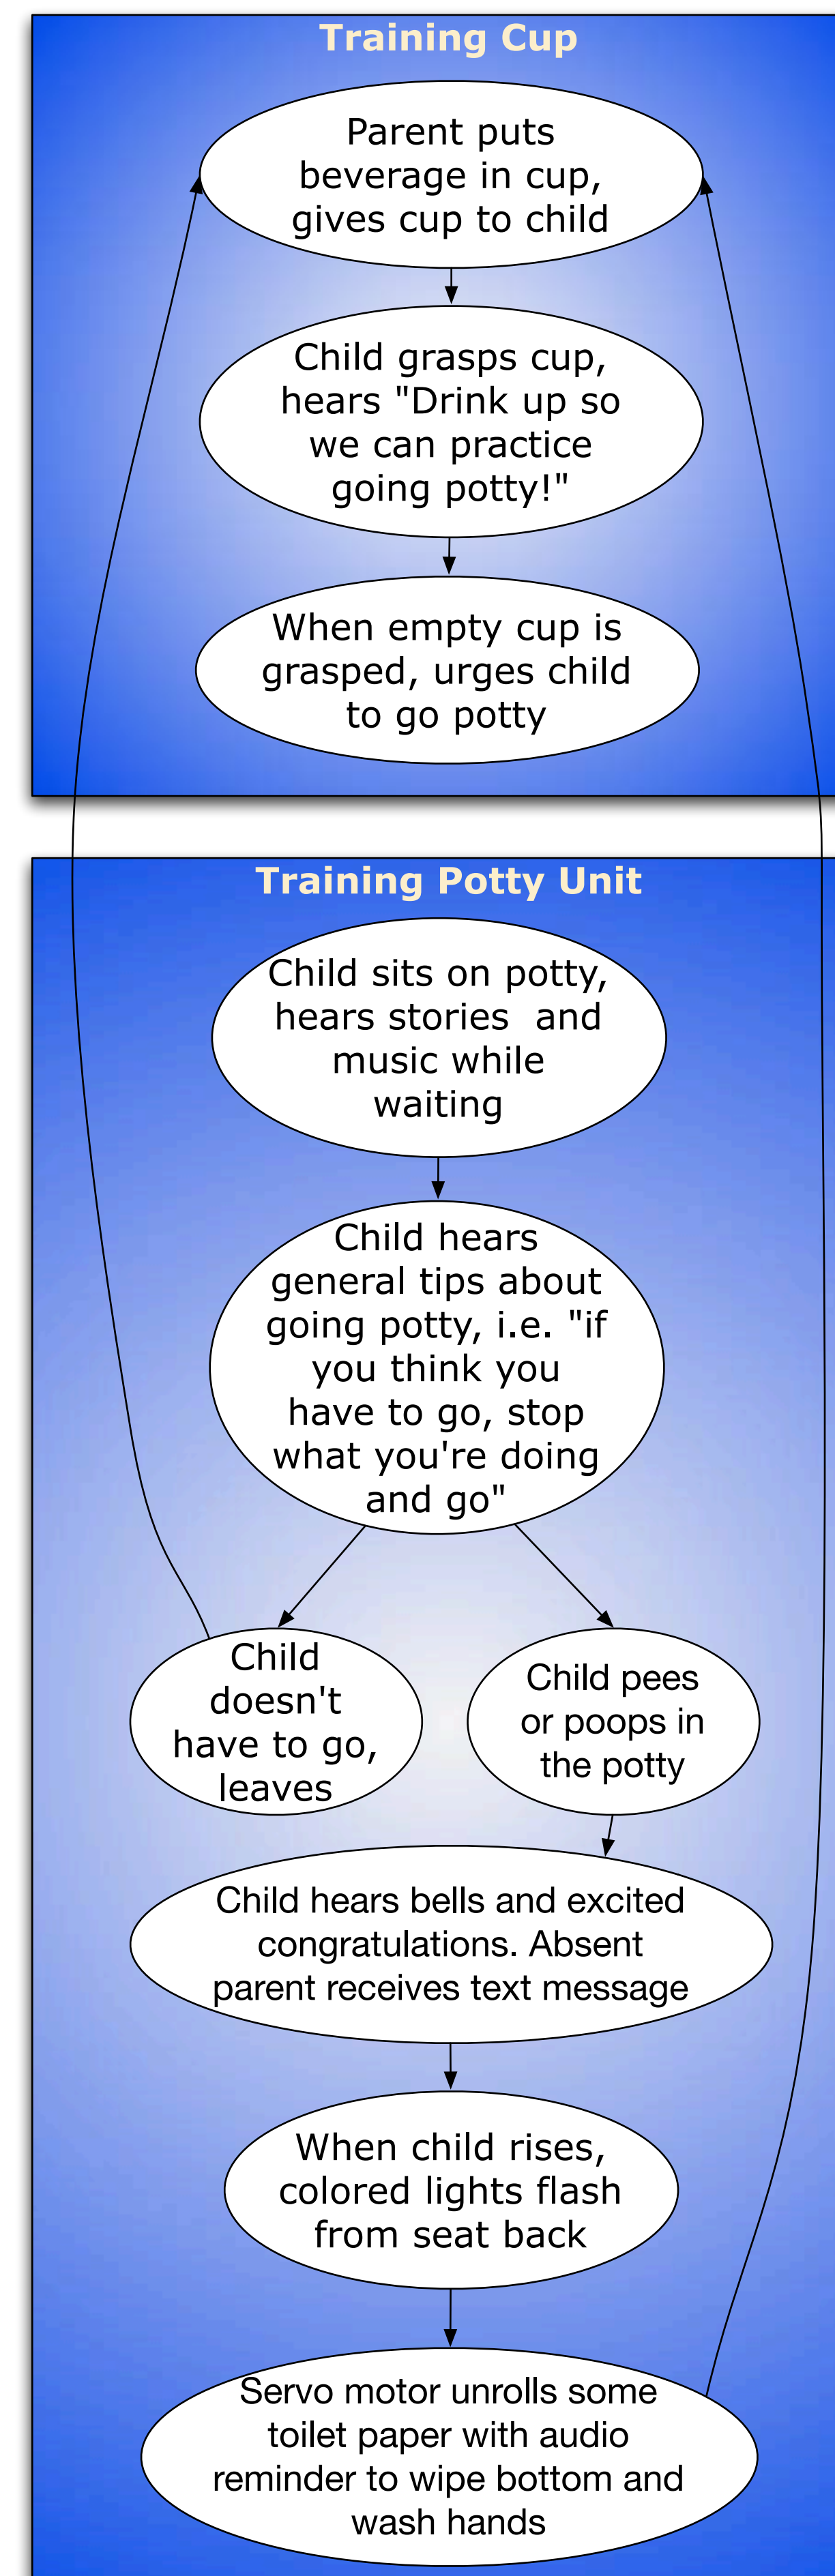 Training Cup
Parent puts
beverage in cup,
gives cup to child
Child grasps cup,
hears "Drink up so
we can practice
going potty!"
When empty cup is
grasped, urges child
to go potty
Training Potty Unit
Child sits on potty,
hears stories  and
music while
waiting
Child hears
general tips about
going potty, i.e. "if
you think you
have to go, stop
what you're doing
and go"
Child
doesn't
have to go,
leaves
Child pees
or poops in
the potty
Child hears bells and excited
congratulations. Absent
parent receives text message
When child rises,
colored lights flash
from seat back
Servo motor unrolls some
toilet paper with audio
reminder to wipe bottom and
wash hands